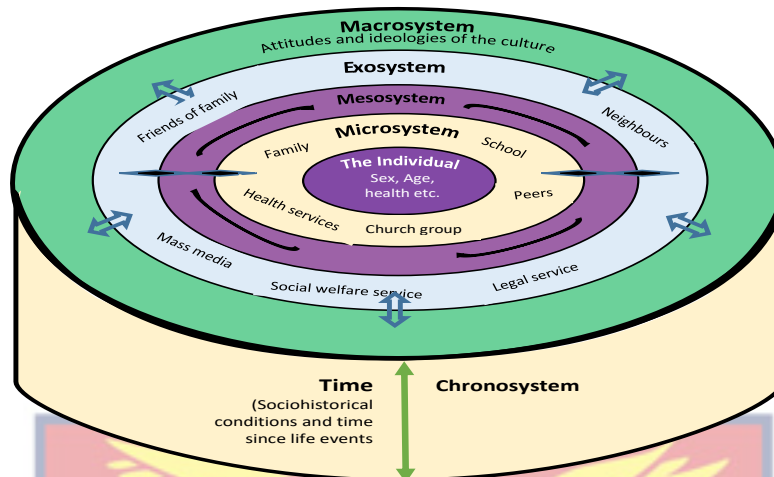 Macrosystem
Attitudes and ideologies of the culture
Exosystem
Friends of family
Neighbours
Mesosystem
Microsystem
Family
School
The Individual
Sex, Age,
health etc.
Health services
Peers
Church group
Mass media
Social welfare service
Legal service
Time
(Sociohistorical
conditions and time
since life events
Chronosystem